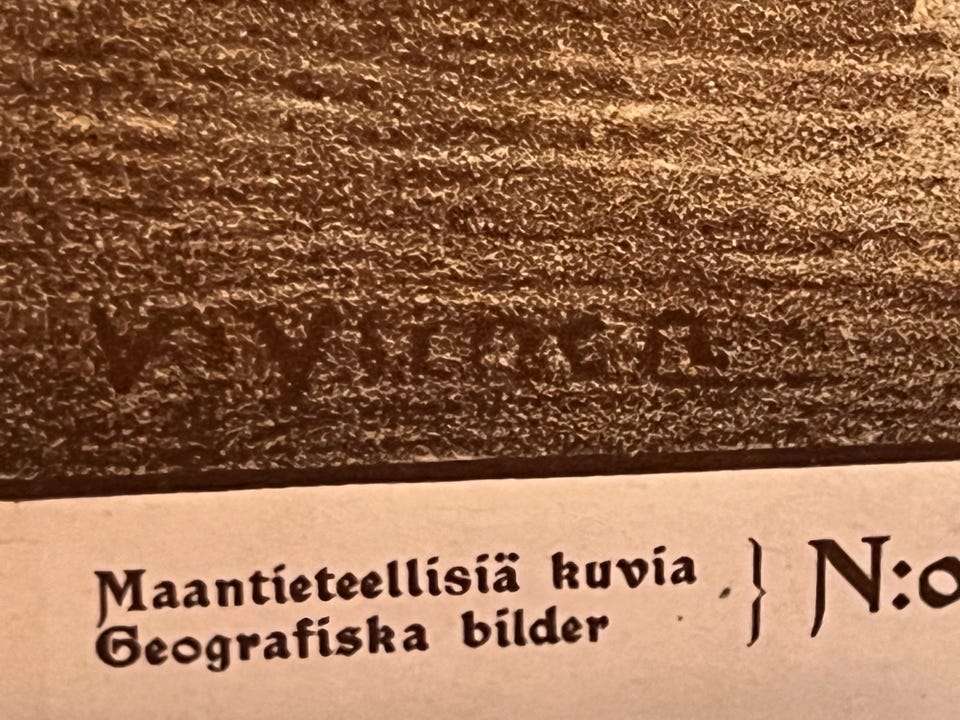 Maantieteellisiä kuvia
Geografiska bilder
} N:o